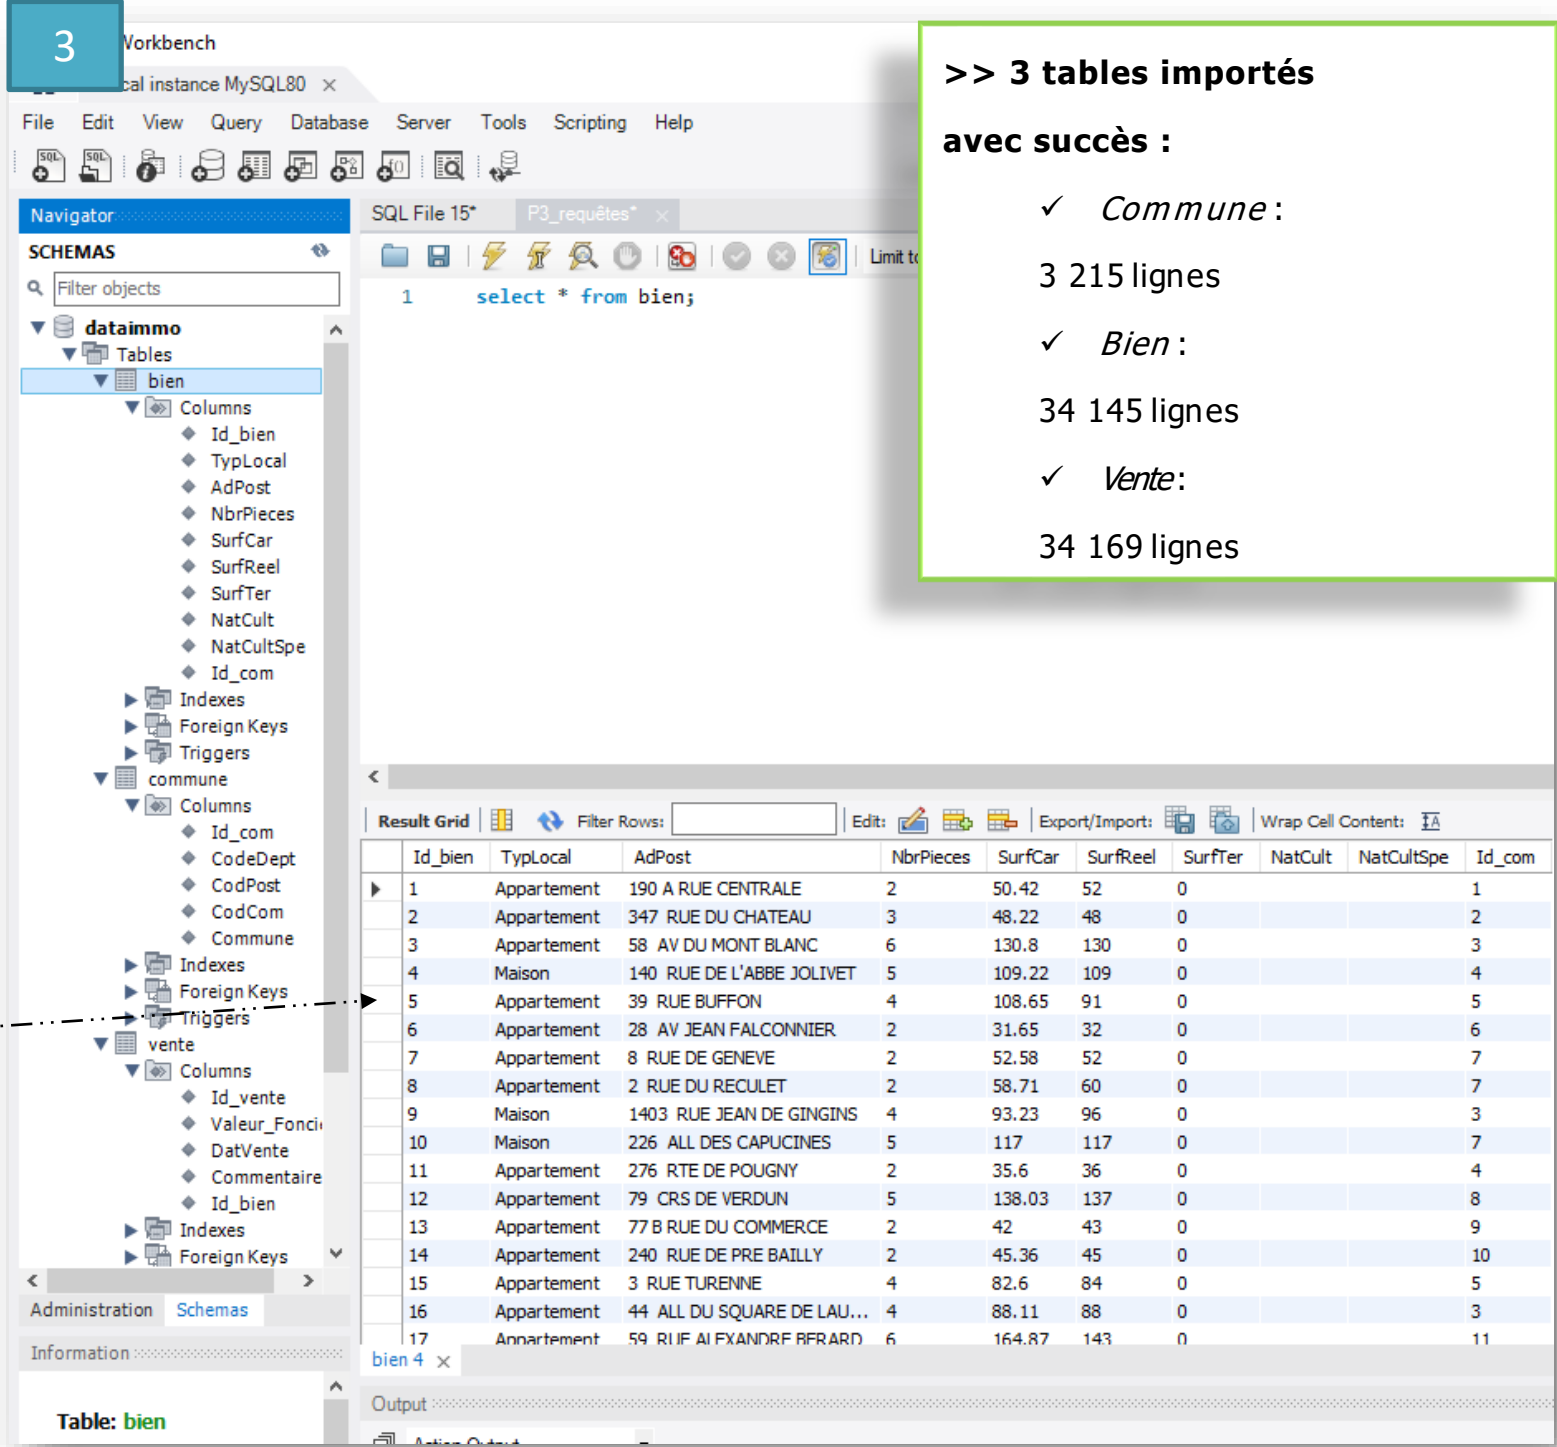 3
Workbench
cal instance MySQL80
File Edit View Query Database Server Tools Scripting Help
>> 3 tables importés
avec succès :
✓ Commune :
3 215 lignes
✓ Bien :
34 145 lignes
✓ Vente :
34 169 lignes
Navigator
SCHEMAS
Filter objects
dataimmo
Tables
bien
Columns
Id_bien
TypLocal
AdPost
NbrPieces
SurfCar
SurfReel
SurfTer
NatCult
NatCultSpe
Id_com
Indexes
Foreign Keys
Triggers
commune
Columns
Id_com
CodeDept
CodPost
CodCom
Commune
Indexes
Foreign Keys
Triggers
vente
Columns
Id_vente
Valeur_Fonci
DatVente
Commentaire
Id_bien
Indexes
Foreign Keys
Administration Schemas
Information
Table: bien
SQL File 15* P3_requêtes*
Limit to
1 select * from bien;
Result Grid Filter Rows: Edit: Export/Import: Wrap Cell Content:
Id_bien TypLocal AdPost NbrPieces SurfCar SurfReel SurfTer NatCult NatCultSpe Id_com
1 Appartement 190 A RUE CENTRALE 2 50.42 52 0 1
2 Appartement 347 RUE DU CHATEAU 3 48.22 48 0 2
3 Appartement 58 AV DU MONT BLANC 6 130.8 130 0 3
4 Maison 140 RUE DE L'ABBE JOLIVET 5 109.22 109 0 4
5 Appartement 39 RUE BUFFON 4 108.65 91 0 5
6 Appartement 28 AV JEAN FALCONNIER 2 31.65 32 0 6
7 Appartement 8 RUE DE GENEVE 2 52.58 52 0 7
8 Appartement 2 RUE DU RECULET 2 58.71 60 0 7
9 Maison 1403 RUE JEAN DE GINGINS 4 93.23 96 0 3
10 Maison 226 ALL DES CAPUCINES 5 117 117 0 7
11 Appartement 276 RTE DE POUGNY 2 35.6 36 0 4
12 Appartement 79 CRS DE VERDUN 5 138.03 137 0 8
13 Appartement 77 B RUE DU COMMERCE 2 42 43 0 9
14 Appartement 240 RUE DE PRE BAILLY 2 45.36 45 0 10
15 Appartement 3 RUE TURENNE 4 82.6 84 0 5
16 Appartement 44 ALL DU SQUARE DE LAU... 4 88.11 88 0 3
17 Appartement 59 RUE ALEXANDRE BERARD 6 164.87 143 0 11
bien 4
Output
Action Output